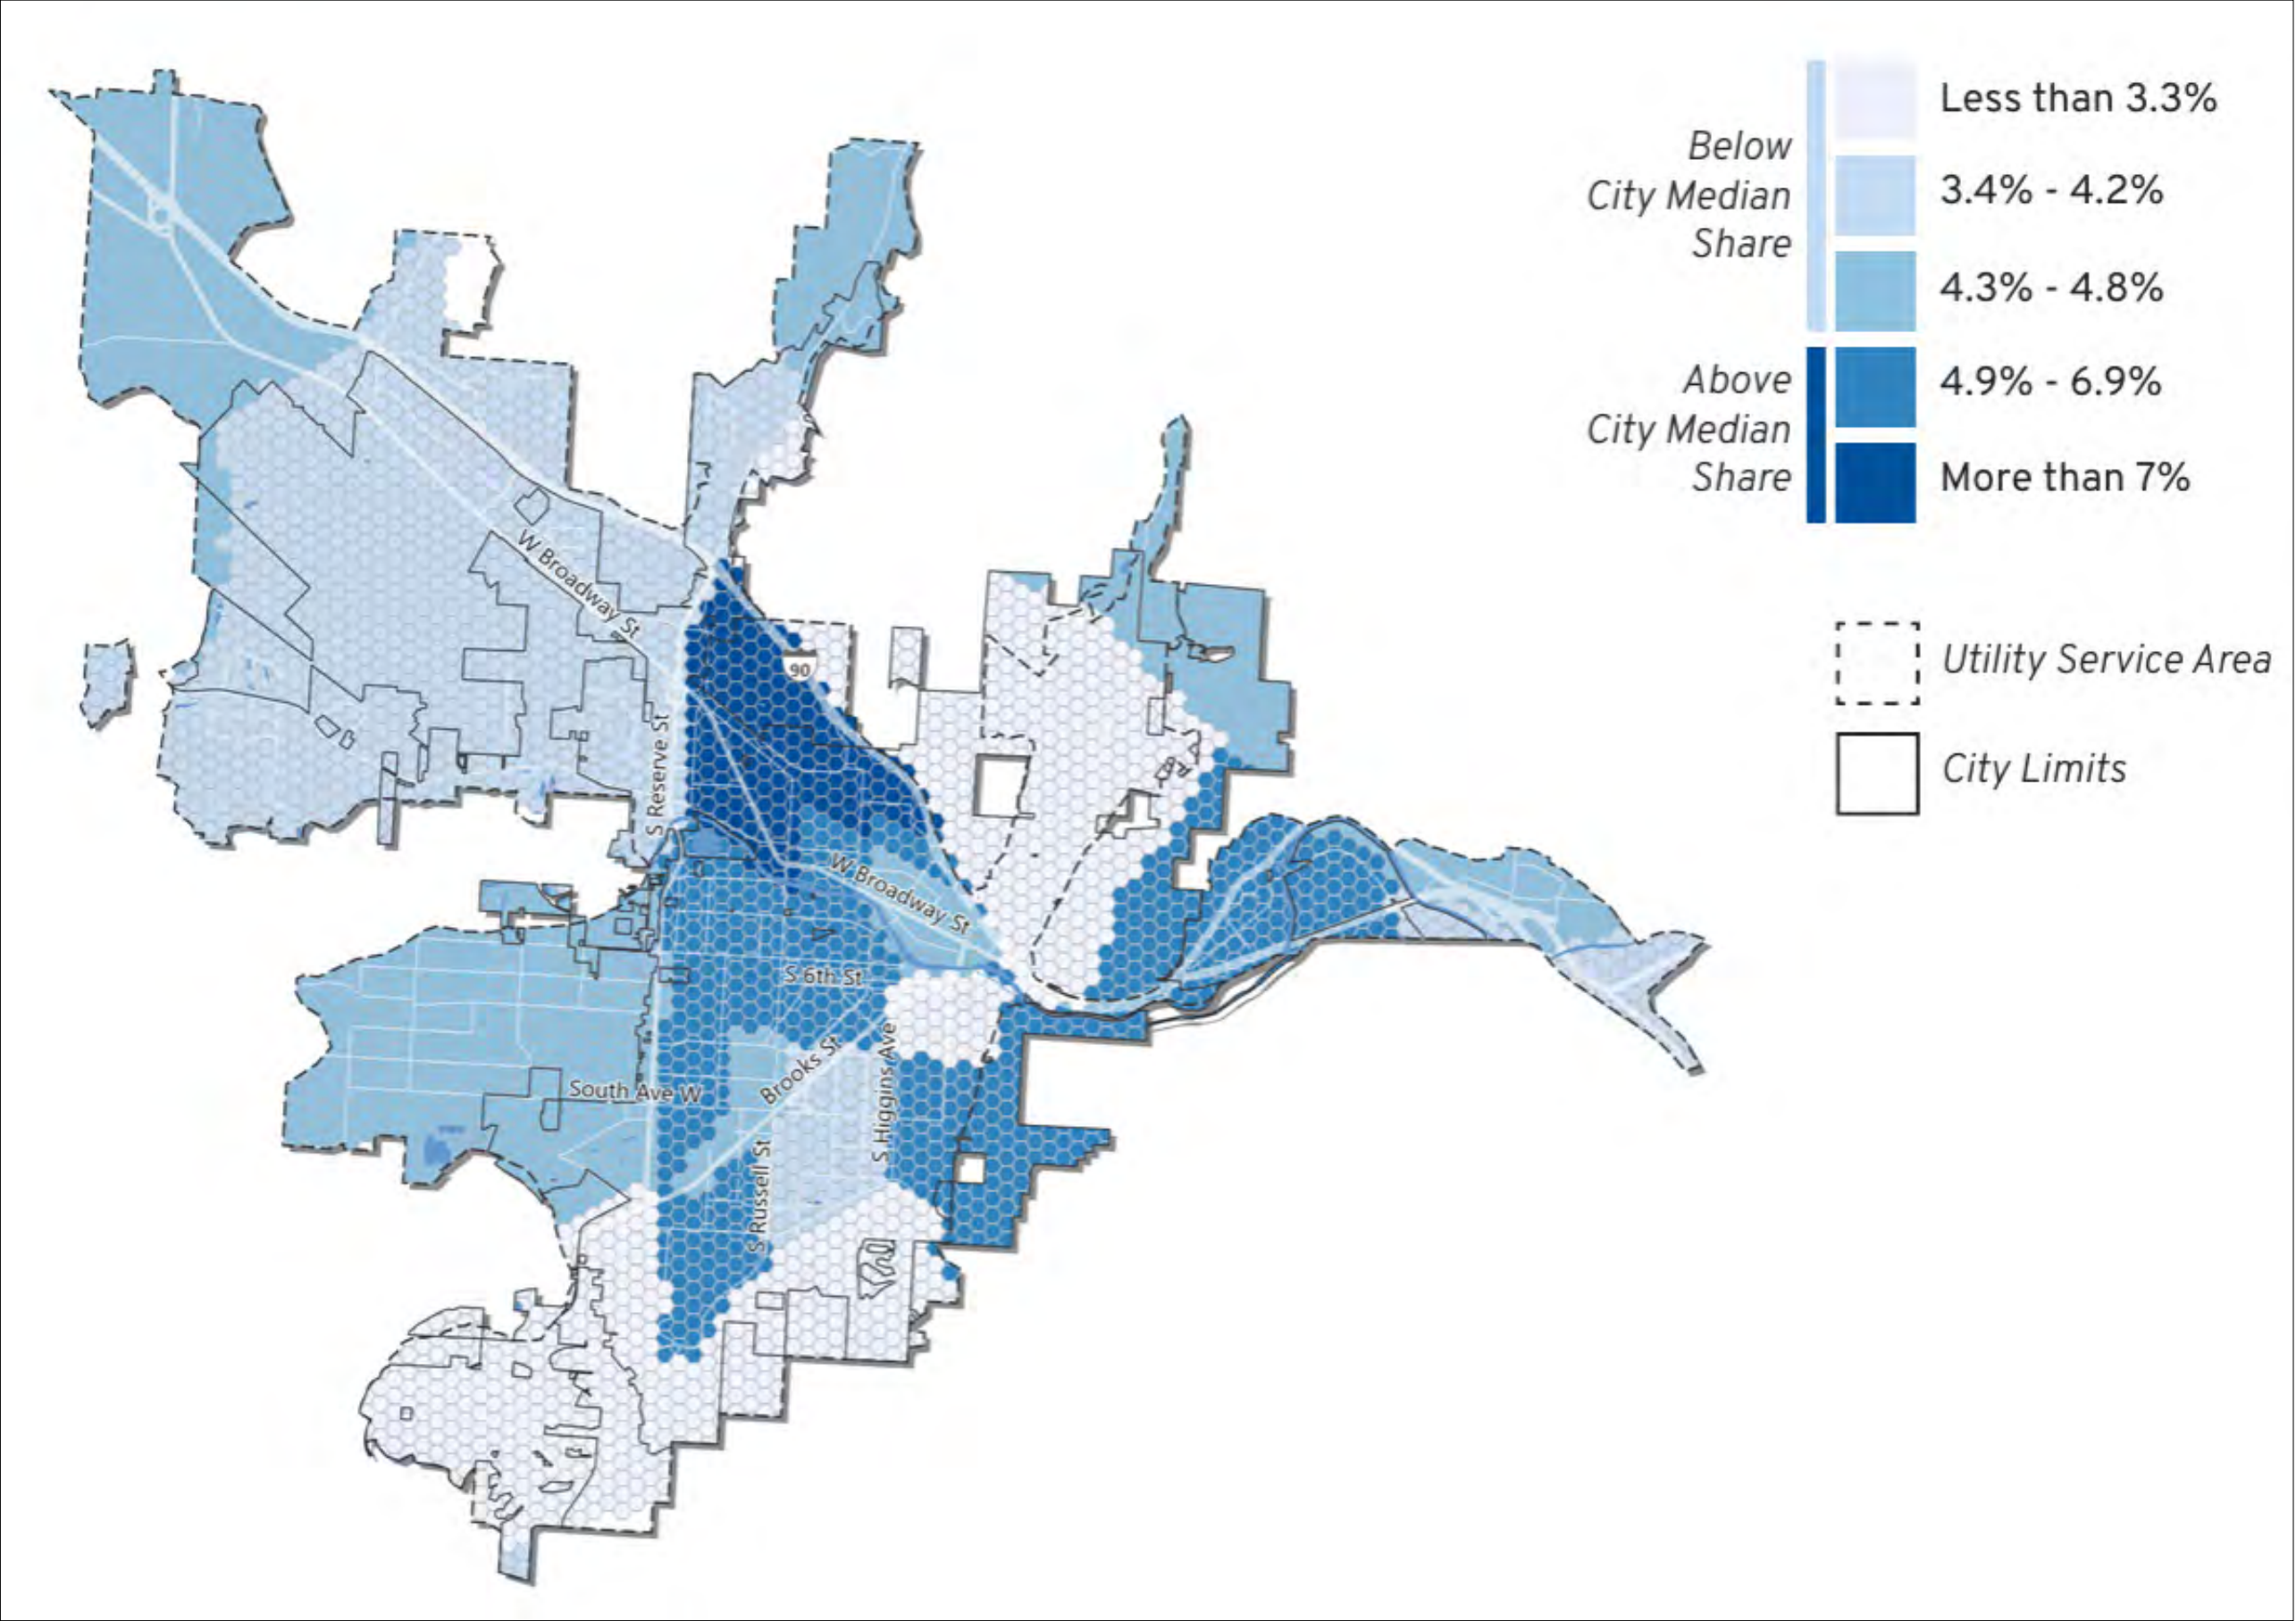 Less than 3.3%
Below
City Median
Share
3.4% - 4.2%
4.3% - 4.8%
Above
City Median
Share
4.9% - 6.9%
More than 7%
Utility Service Area
City Limits
W Broadway St
90
S Reserve St
W Broadway St
S 6th St
Brooks St
S Higgins Ave
South Ave W
S Russell St